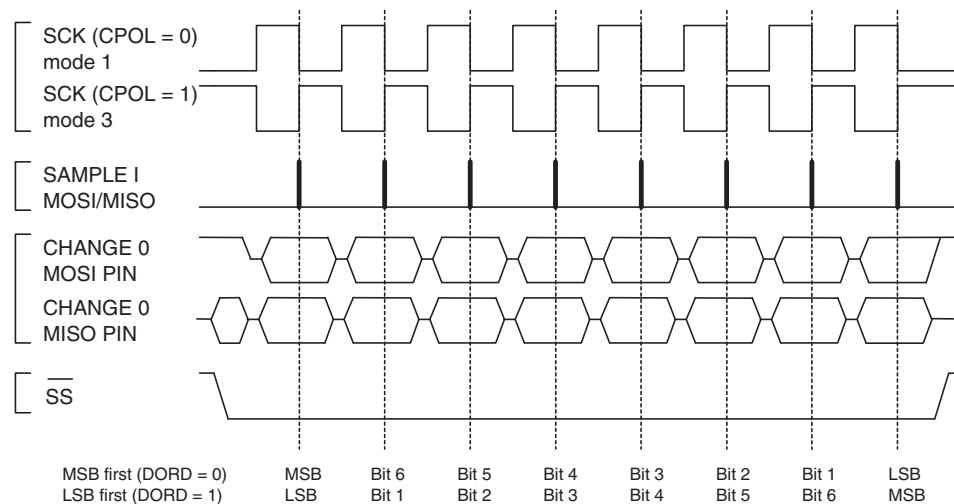 SCK (CPOL = 0)
mode 1
SCK (CPOL = 1)
mode 3
SAMPLE I
MOSI/MISO
CHANGE 0
MOSI PIN
CHANGE 0
MISO PIN
SS
MSB first (DORD = 0) MSB Bit 6 Bit 5 Bit 4 Bit 3 Bit 2 Bit 1 LSB
LSB first (DORD = 1) LSB Bit 1 Bit 2 Bit 3 Bit 4 Bit 5 Bit 6 MSB